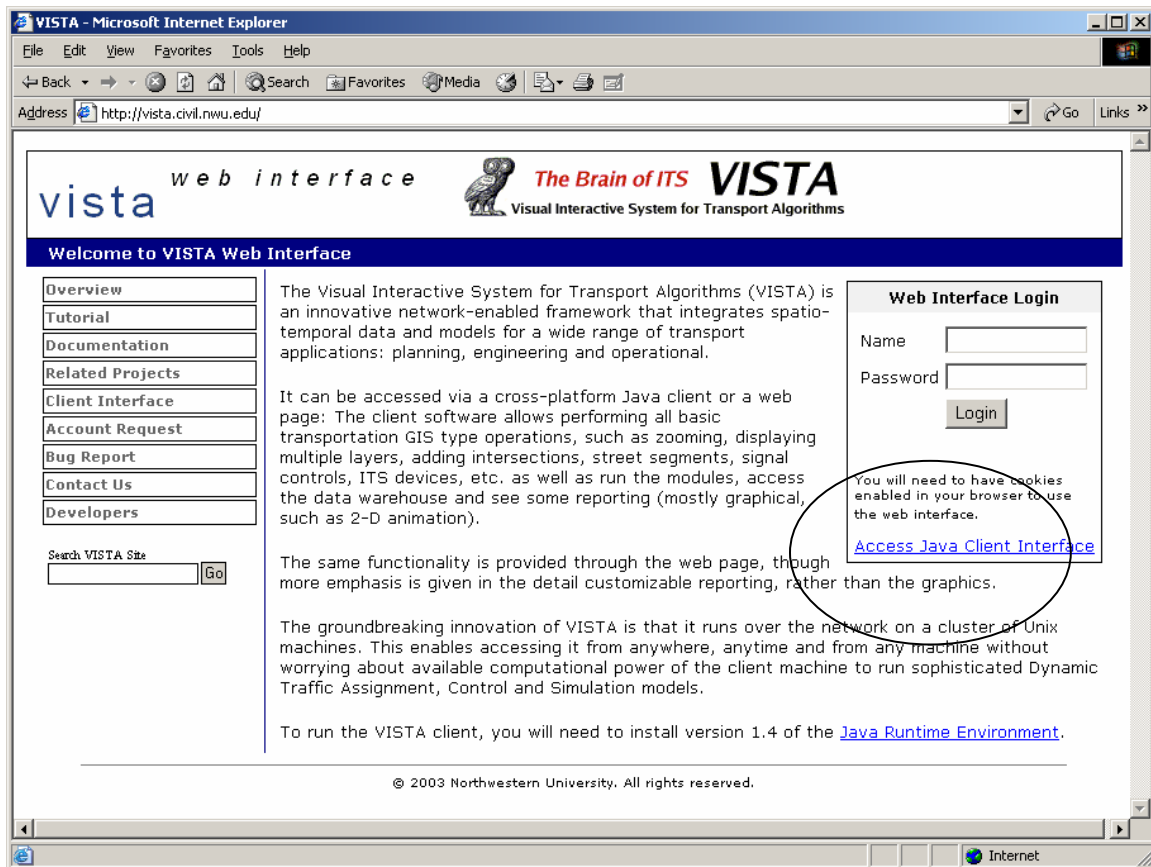 VISTA - Microsoft Internet Explorer
File Edit View Favorites Tools Help
Back Search Favorites Media
Address http://vista.civil.nwu.edu/ Go Links »
vista web interface
The Brain of ITS VISTA
Visual Interactive System for Transport Algorithms
Welcome to VISTA Web Interface
Overview
Tutorial
Documentation
Related Projects
Client Interface
Account Request
Bug Report
Contact Us
Developers
Search VISTA Site
Go
The Visual Interactive System for Transport Algorithms (VISTA) is
an innovative network-enabled framework that integrates spatio-
temporal data and models for a wide range of transport
applications: planning, engineering and operational.
It can be accessed via a cross-platform Java client or a web
page: The client software allows performing all basic
transportation GIS type operations, such as zooming, displaying
multiple layers, adding intersections, street segments, signal
controls, ITS devices, etc. as well as run the modules, access
the data warehouse and see some reporting (mostly graphical,
such as 2-D animation).
The same functionality is provided through the web page, though
more emphasis is given in the detail customizable reporting, rather than the graphics.
The groundbreaking innovation of VISTA is that it runs over the network on a cluster of Unix
machines. This enables accessing it from anywhere, anytime and from any machine without
worrying about available computational power of the client machine to run sophisticated Dynamic
Traffic Assignment, Control and Simulation models.
To run the VISTA client, you will need to install version 1.4 of the Java Runtime Environment.
Web Interface Login
Name
Password
Login
You will need to have cookies
enabled in your browser to use
the web interface.
Access Java Client Interface
© 2003 Northwestern University. All rights reserved.
Internet